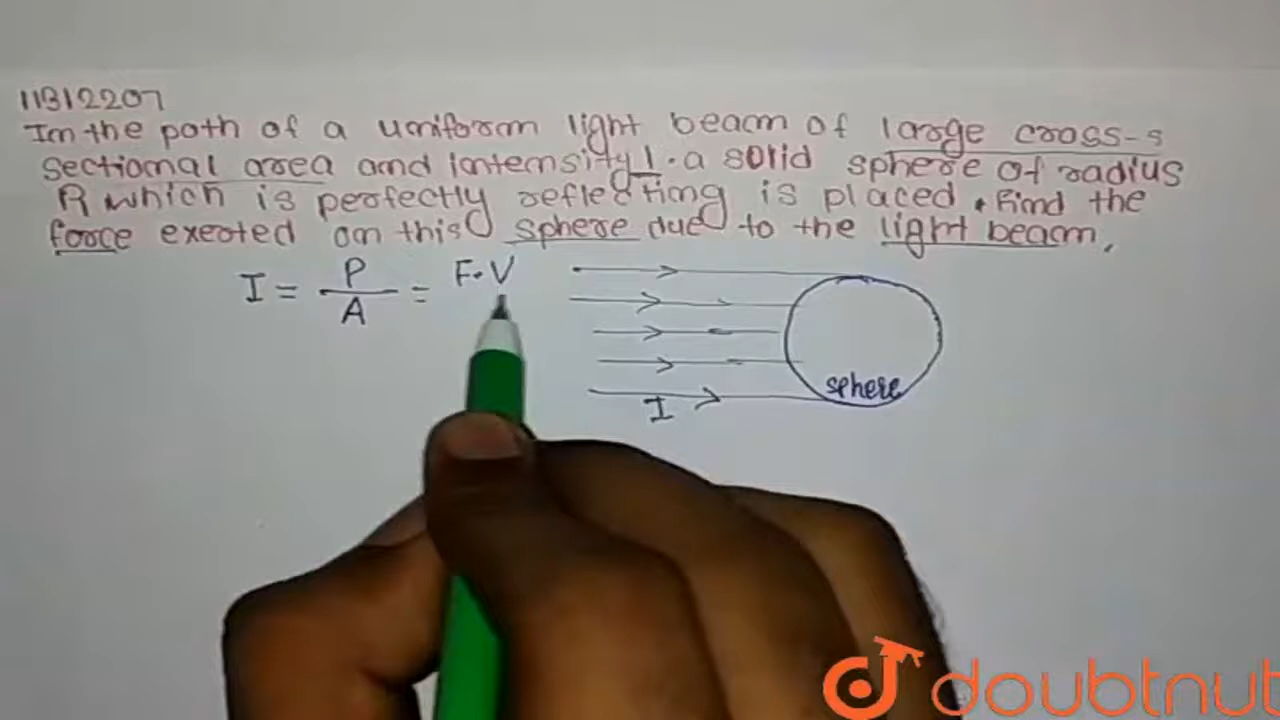 11312207
In the path of a uniform light beam of large cross-s
sectional area and intensity I. a solid sphere of radius
R which is perfectly reflecting is placed. Find the
force exerted on this sphere due to the light beam.
I = P/A = F·V
I
sphere
doubtnut